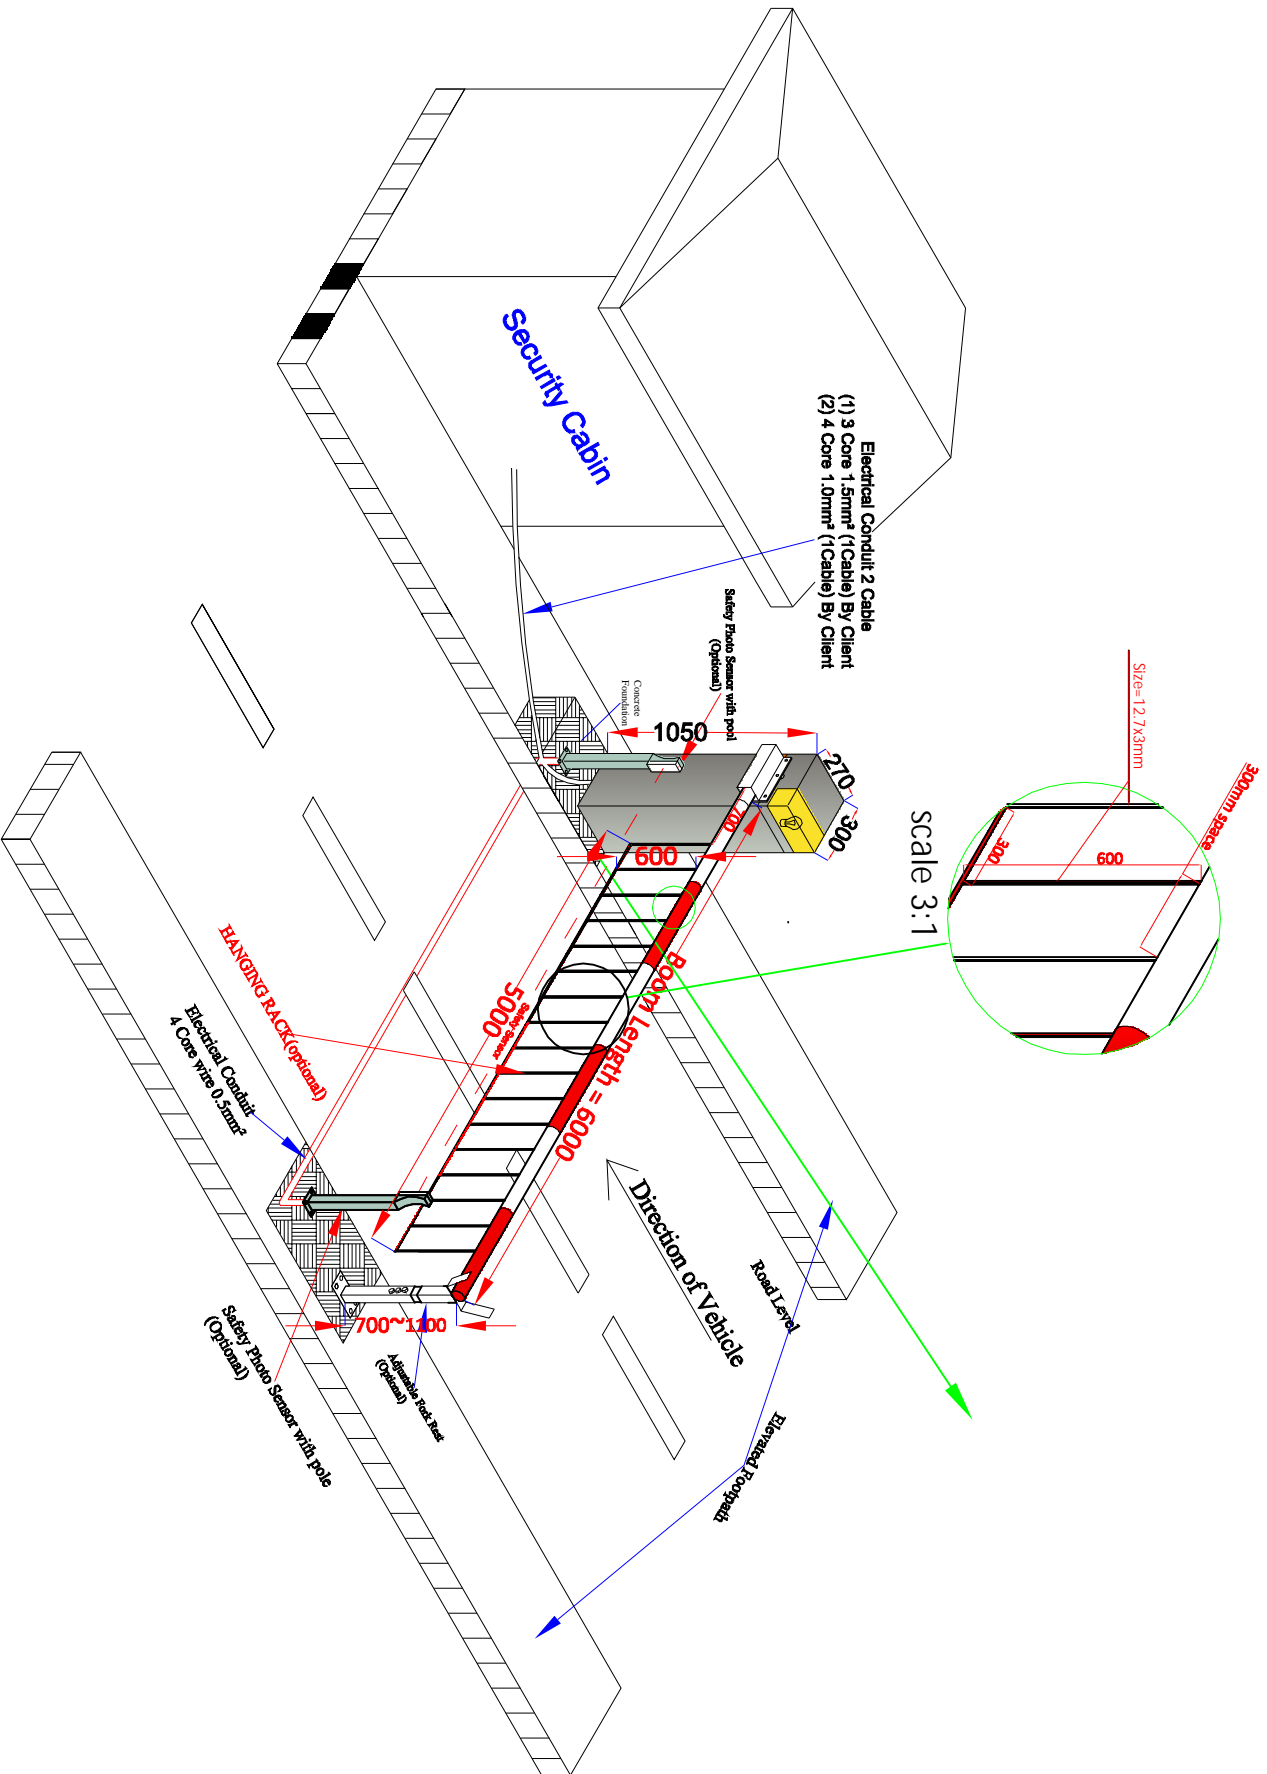 Security Cabin
Electrical Conduit 2 Cable
(1) 3 Core 1.5mm² (1Cable) By Client
(2) 4 Core 1.0mm² (1Cable) By Client
Safety Photo Sensor with pool
(Optional)
Concrete
Foundation
1050
270
300
700
600
Boom Length = 6000
5000
Safety Sensor
HANGING RACK(optional)
Electrical Conduit
4 Core wire 0.5mm²
Safety Photo Sensor with pole
(Optional)
700~1100
Adjustable Fork Rest
(Optional)
Direction of Vehicle
Road Level
Elevated Footpath
scale 3:1
Size=12.7x3mm
300mm space
600
300